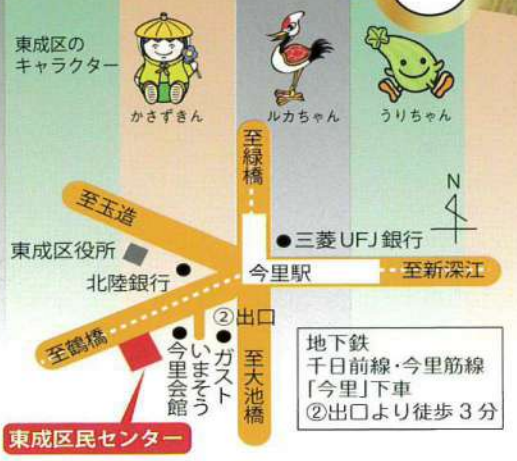 東成区の
キャラクター
かさずきん
ルカちゃん
うりちゃん
至緑橋
至玉造
N
東成区役所
三菱UFJ銀行
北陸銀行
今里駅
至新深江
②出口
至鶴橋
今里会館
いまそう
ガスト
至大池橋
地下鉄
千日前線・今里筋線
「今里」下車
②出口より徒歩3分
東成区民センター